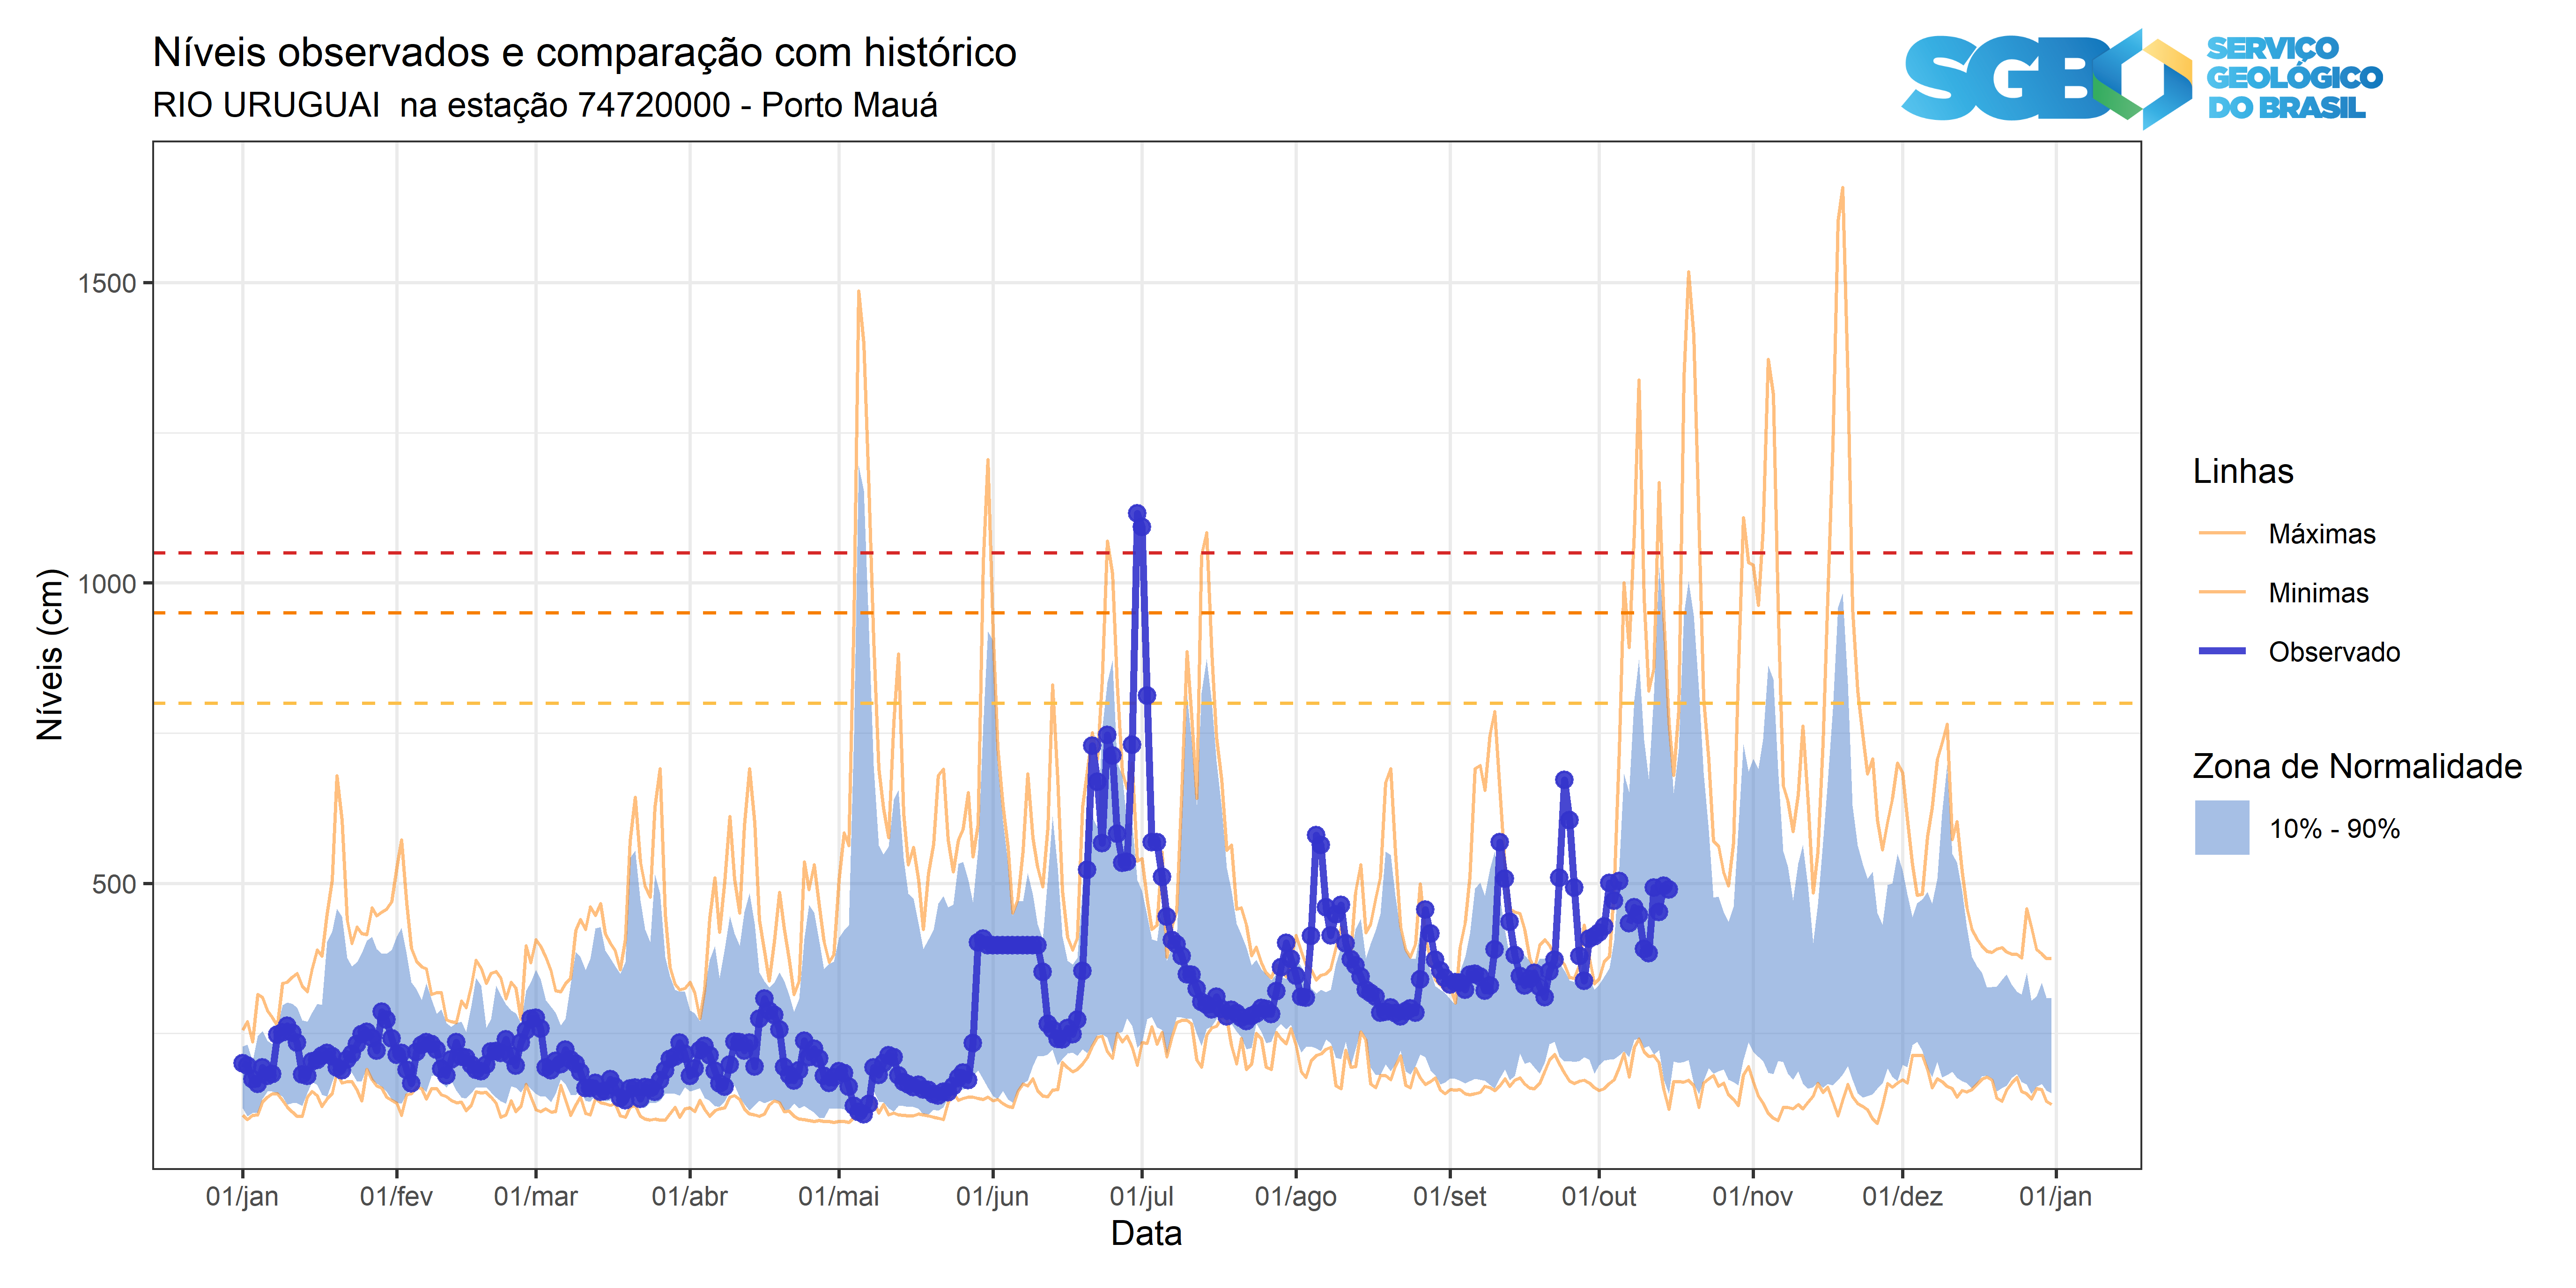 Níveis observados e comparação com histórico
RIO URUGUAI  na estação 74720000 - Porto Mauá
SGB
SERVIÇO
GEOLÓGICO
DO BRASIL
Níveis (cm)
1500
1000
500
01/jan
01/fev
01/mar
01/abr
01/mai
01/jun
01/jul
01/ago
01/set
01/out
01/nov
01/dez
01/jan
Data
Linhas
Máximas
Minimas
Observado
Zona de Normalidade
10% - 90%